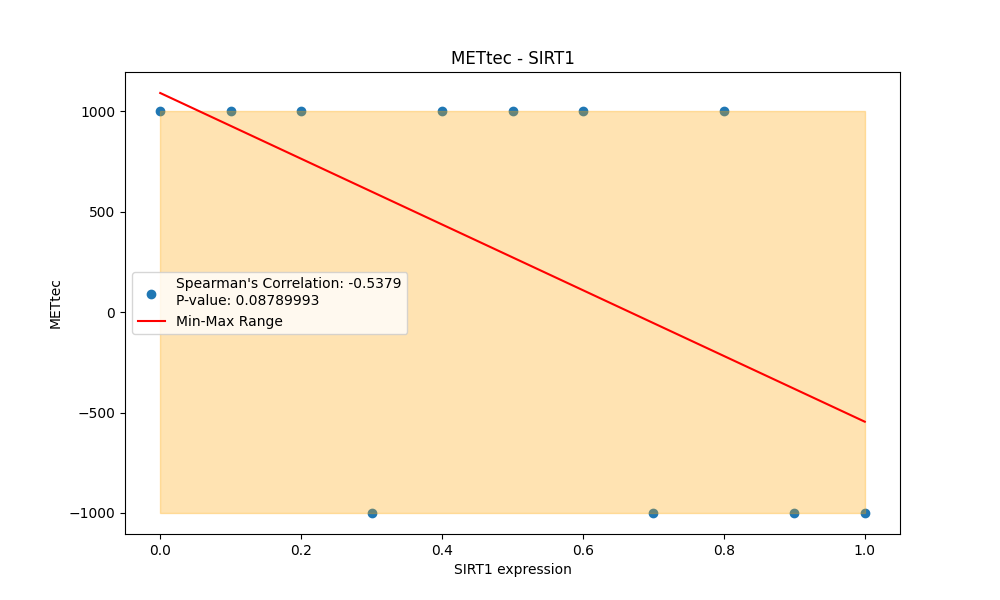 METtec - SIRT1
1000
500
0
−500
−1000
METtec
Spearman's Correlation: -0.5379
P-value: 0.08789993
Min-Max Range
0.0
0.2
0.4
0.6
0.8
1.0
SIRT1 expression